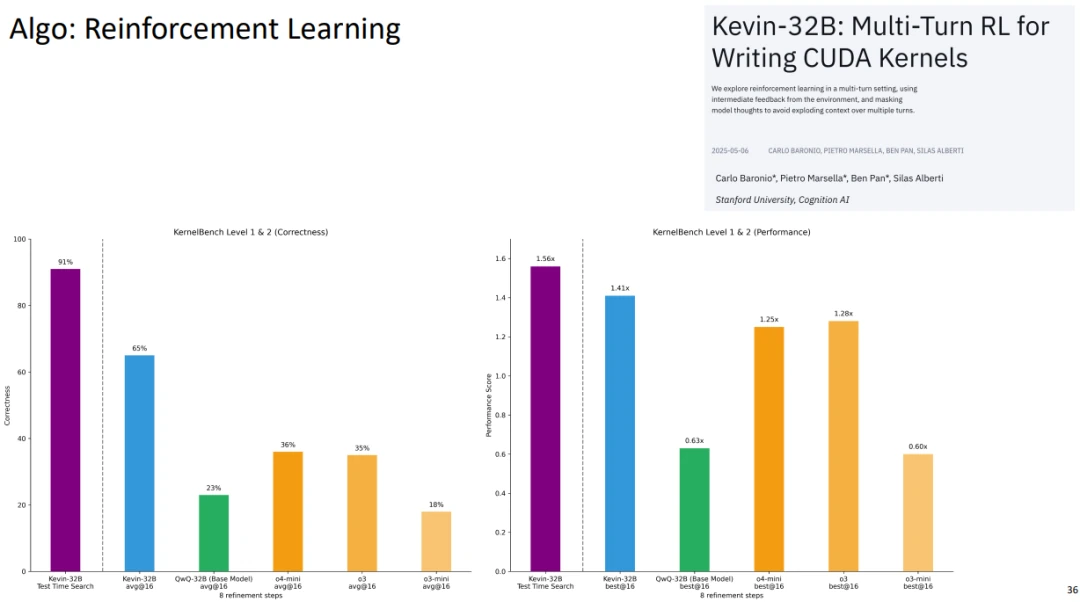 Algo: Reinforcement Learning
Kevin-32B: Multi-Turn RL for
Writing CUDA Kernels
We explore reinforcement learning in a multi-turn setting, using
intermediate feedback from the environment, and masking
model thoughts to avoid exploding context over multiple turns.
2025-05-06 CARLO BARONIO, PIETRO MARSELLA, BEN PAN, SILAS ALBERTI
Carlo Baronio*, Pietro Marsella*, Ben Pan*, Silas Alberti
Stanford University, Cognition AI
KernelBench Level 1 & 2 (Correctness)
Correctness
100
80
60
40
20
0
91%
65%
23%
36%
35%
18%
Kevin-32B
Test Time Search
Kevin-32B
avg@16
QwQ-32B (Base Model)
avg@16
o4-mini
avg@16
o3
avg@16
o3-mini
avg@16
8 refinement steps
KernelBench Level 1 & 2 (Performance)
Performance Score
1.6
1.4
1.2
1.0
0.8
0.6
0.4
0.2
0.0
1.56x
1.41x
0.63x
1.25x
1.28x
0.60x
Kevin-32B
Test Time Search
Kevin-32B
best@16
QwQ-32B (Base Model)
best@16
o4-mini
best@16
o3
best@16
o3-mini
best@16
8 refinement steps
36